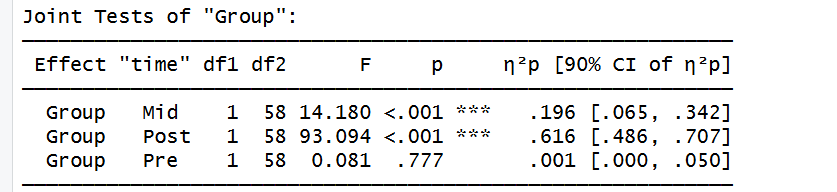 Joint Tests of "Group":
Effect "time" df1 df2 F p η²p [90% CI of η²p]
Group Mid 1 58 14.180 <.001 *** .196 [.065, .342]
Group Post 1 58 93.094 <.001 *** .616 [.486, .707]
Group Pre 1 58 0.081 .777 .001 [.000, .050]